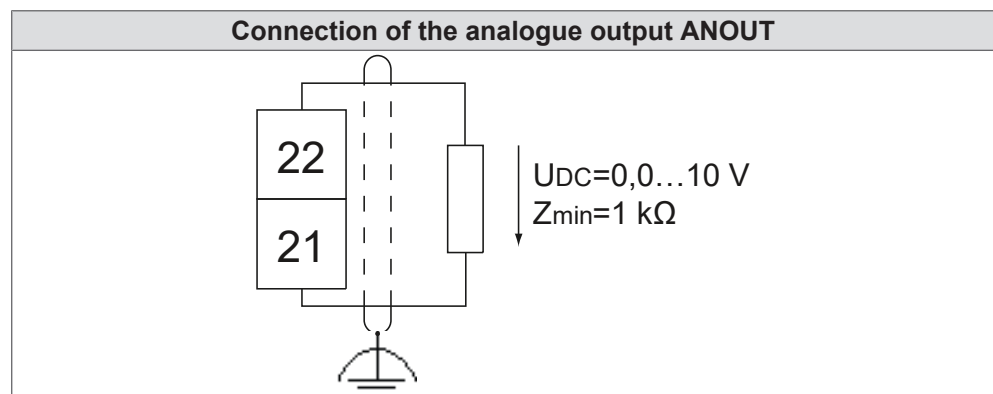 Connection of the analogue output ANOUT
22
21
UDC=0,0…10 V
Zmin=1 kΩ